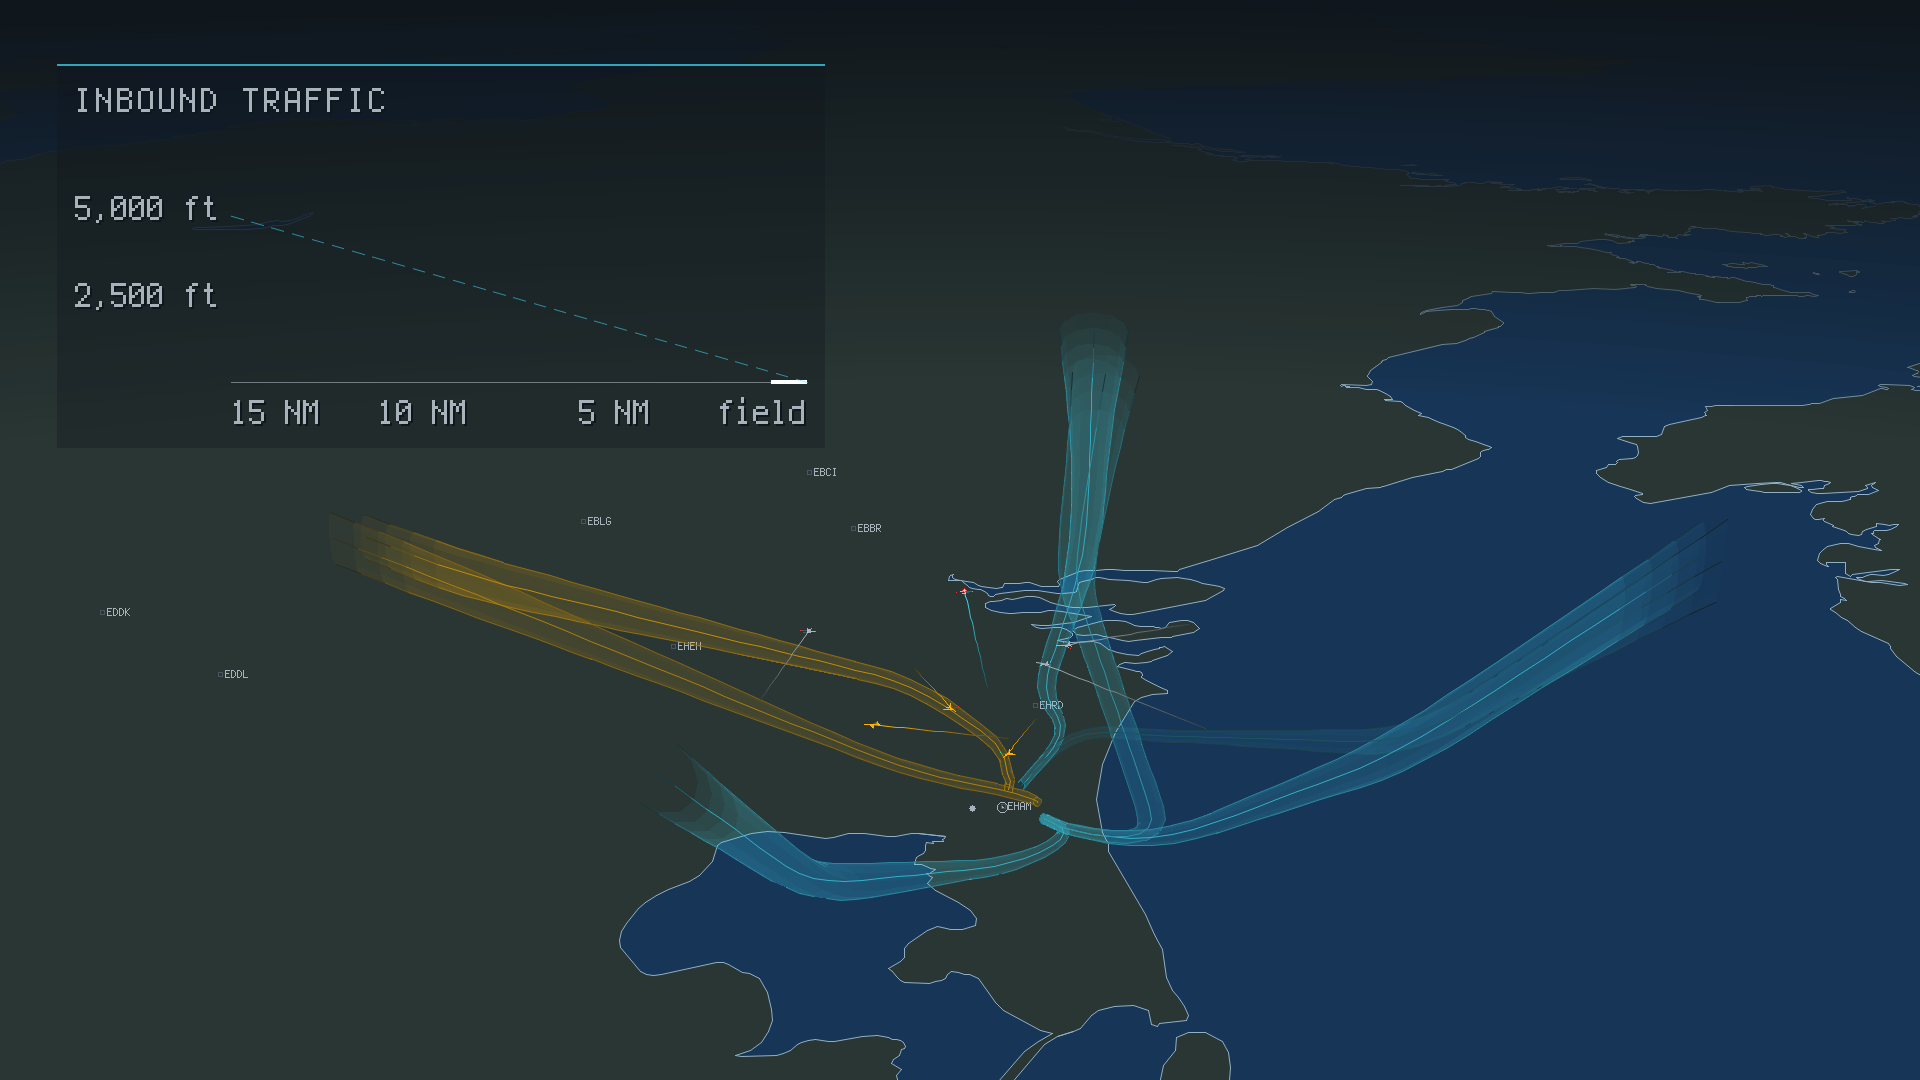 INBOUND TRAFFIC
5,000 ft
2,500 ft
15 NM 10 NM 5 NM field
EBCI
EBLG
EBBR
EDDK
EHEH
EDDL
EHRD
EHAM